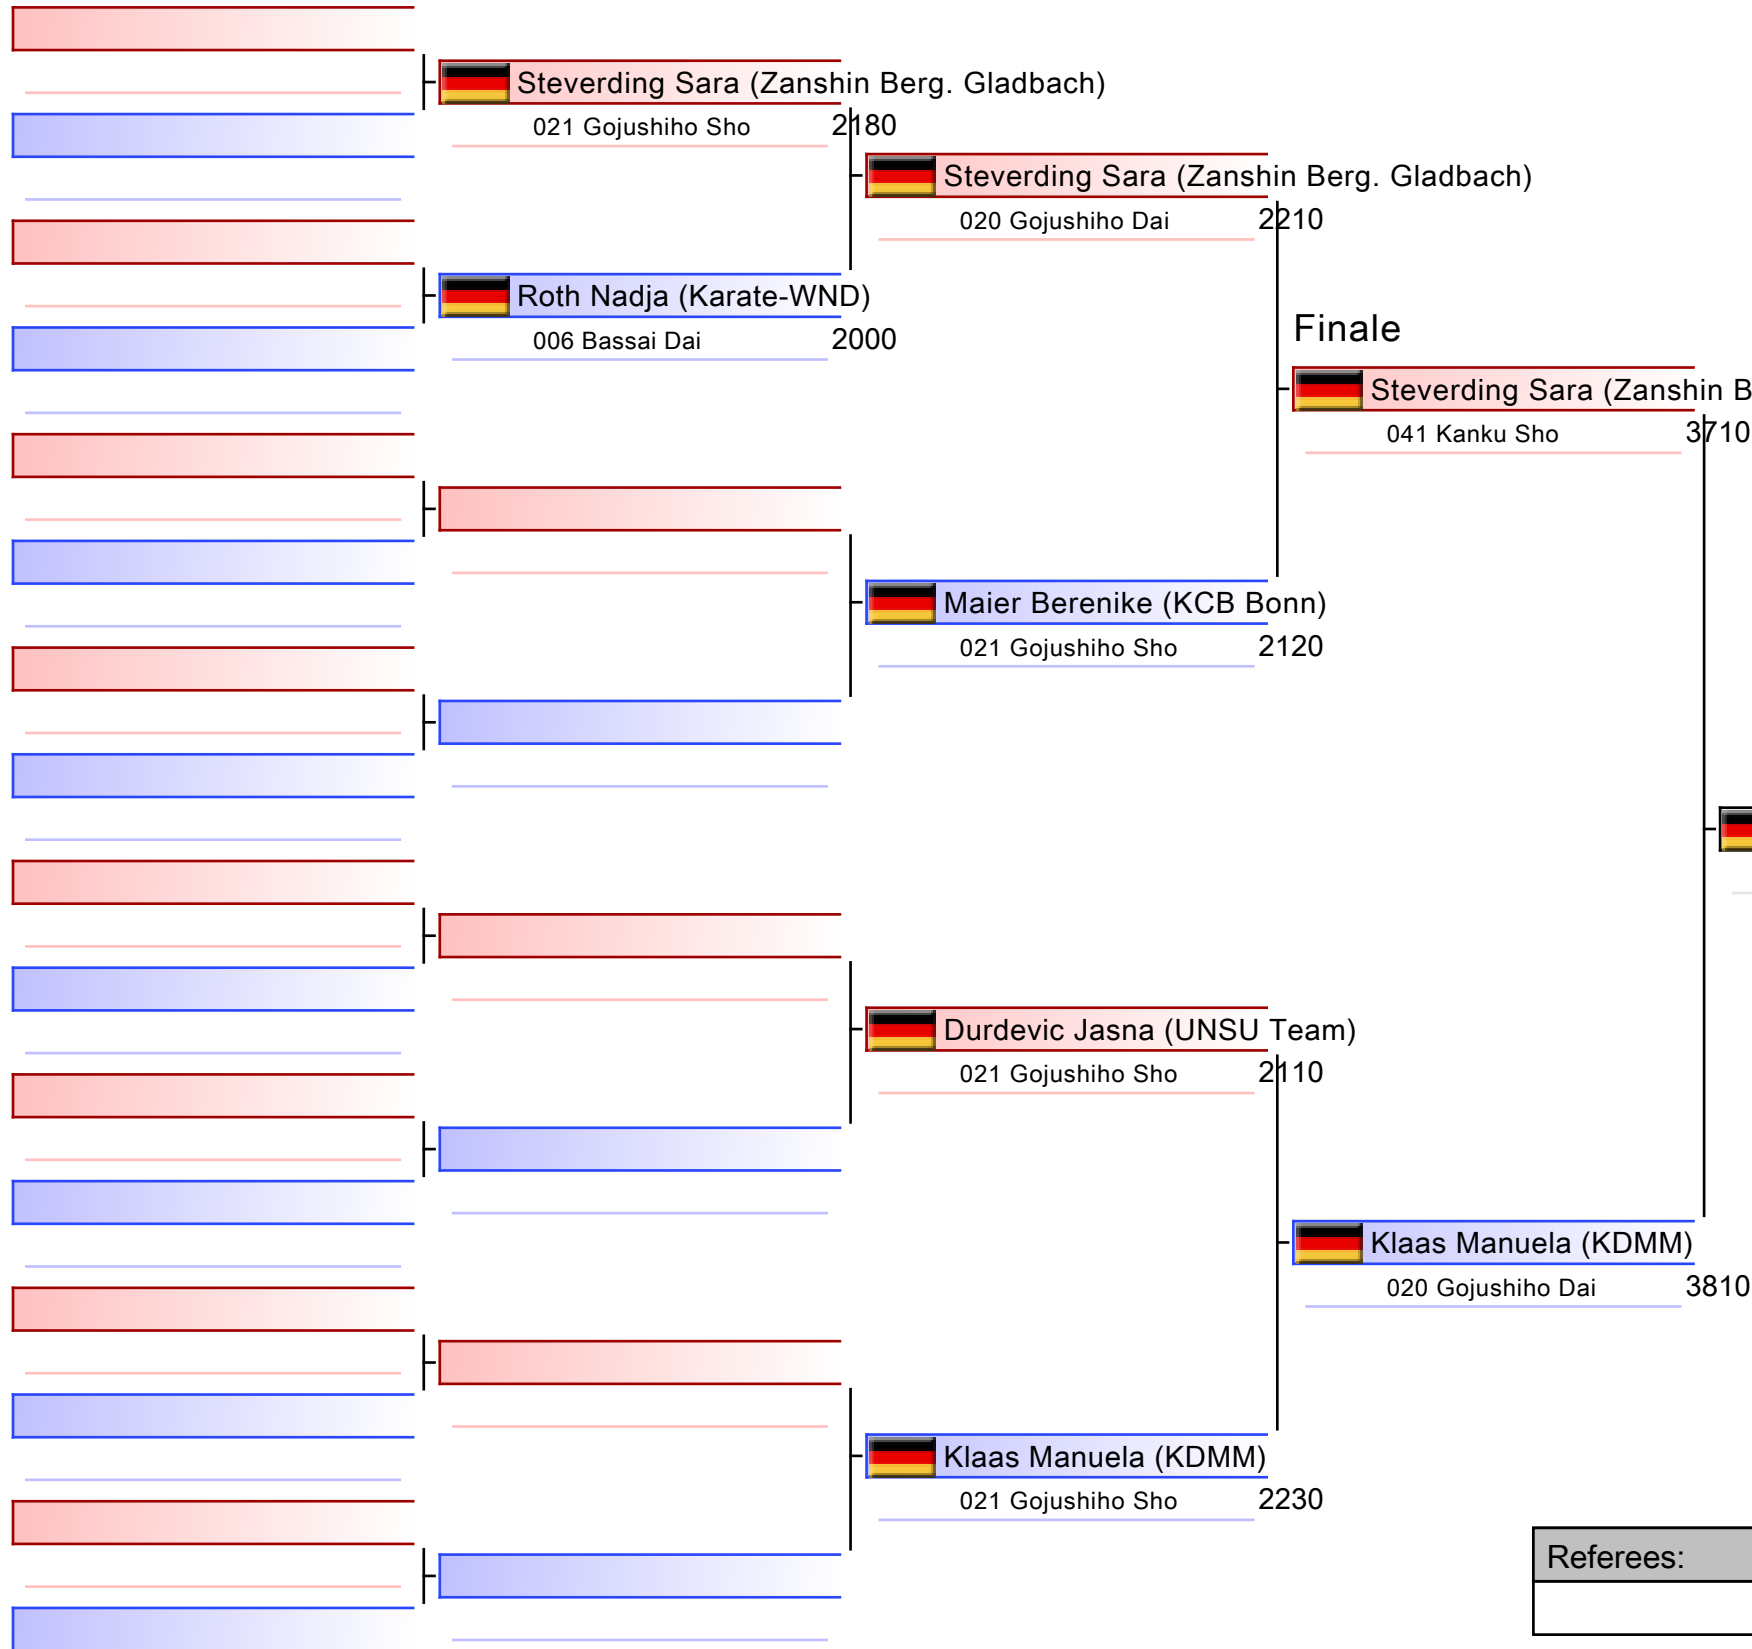 Steverding Sara (Zanshin Berg. Gladbach)
021 Gojushiho Sho 2180
Steverding Sara (Zanshin Berg. Gladbach)
020 Gojushiho Dai 2210
Roth Nadja (Karate-WND)
006 Bassai Dai 2000
Finale
Steverding Sara (Zanshin B
041 Kanku Sho 3710
Maier Berenike (KCB Bonn)
021 Gojushiho Sho 2120
Durdevic Jasna (UNSU Team)
021 Gojushiho Sho 2110
Klaas Manuela (KDMM)
020 Gojushiho Dai 3810
Klaas Manuela (KDMM)
021 Gojushiho Sho 2230
Referees: